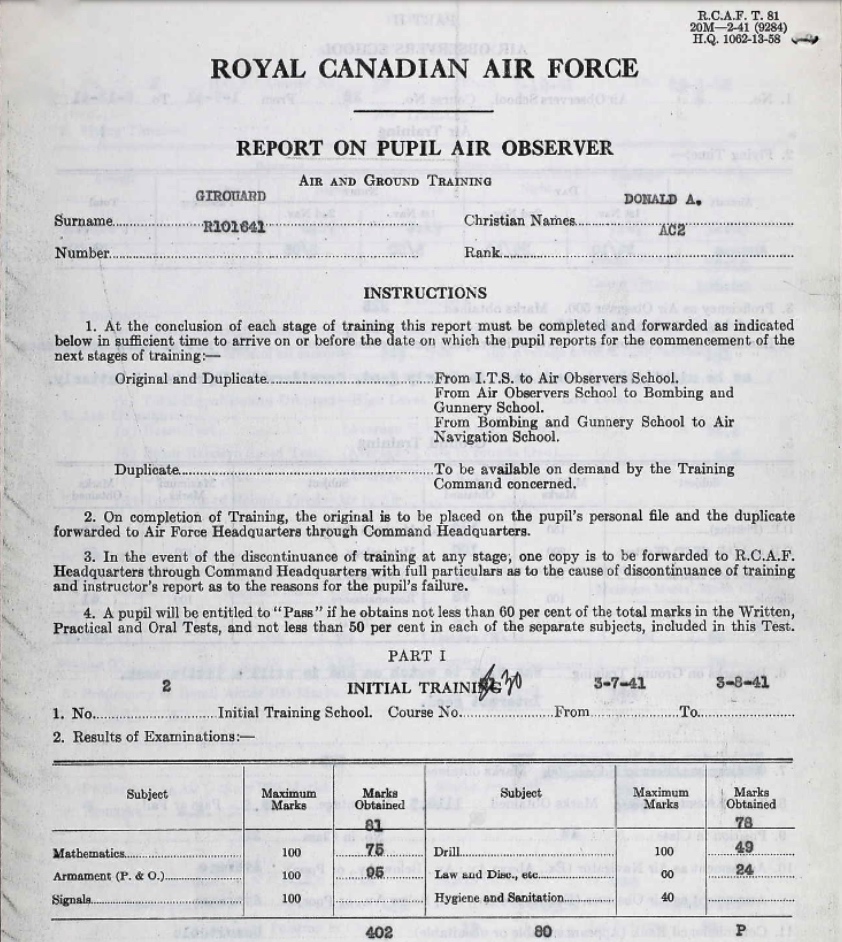 R.C.A.F. T. 81
20M—2-41 (9284)
H.Q. 1062-13-58
ROYAL CANADIAN AIR FORCE
REPORT ON PUPIL AIR OBSERVER
AIR AND GROUND TRAINING
GIROUARD DONALD A.
Surname Christian Names
R101641 AC2
Number Rank
INSTRUCTIONS
1. At the conclusion of each stage of training this report must be completed and forwarded as indicated
below in sufficient time to arrive on or before the date on which the pupil reports for the commencement of the
next stages of training:—
Original and Duplicate From I.T.S. to Air Observers School.
From Air Observers School to Bombing and
Gunnery School.
From Bombing and Gunnery School to Air
Navigation School.
Duplicate To be available on demand by the Training
Command concerned.
2. On completion of Training, the original is to be placed on the pupil's personal file and the duplicate
forwarded to Air Force Headquarters through Command Headquarters.
3. In the event of the discontinuance of training at any stage, one copy is to be forwarded to R.C.A.F.
Headquarters through Command Headquarters with full particulars as to the cause of discontinuance of training
and instructor's report as to the reasons for the pupil's failure.
4. A pupil will be entitled to "Pass" if he obtains not less than 60 per cent of the total marks in the Written,
Practical and Oral Tests, and not less than 50 per cent in each of the separate subjects, included in this Test.
PART I
INITIAL TRAINING
2 30 3-7-41 3-8-41
1. No. Initial Training School. Course No. From To
2. Results of Examinations:—
Subject Maximum Marks Marks Obtained Subject Maximum Marks Marks Obtained
81 78
Mathematics 100 75 Drill 100 49
Armament (P. & O.) 100 95 Law and Disc., etc. 60 24
Signals 100 Hygiene and Sanitation 40
402 80 P